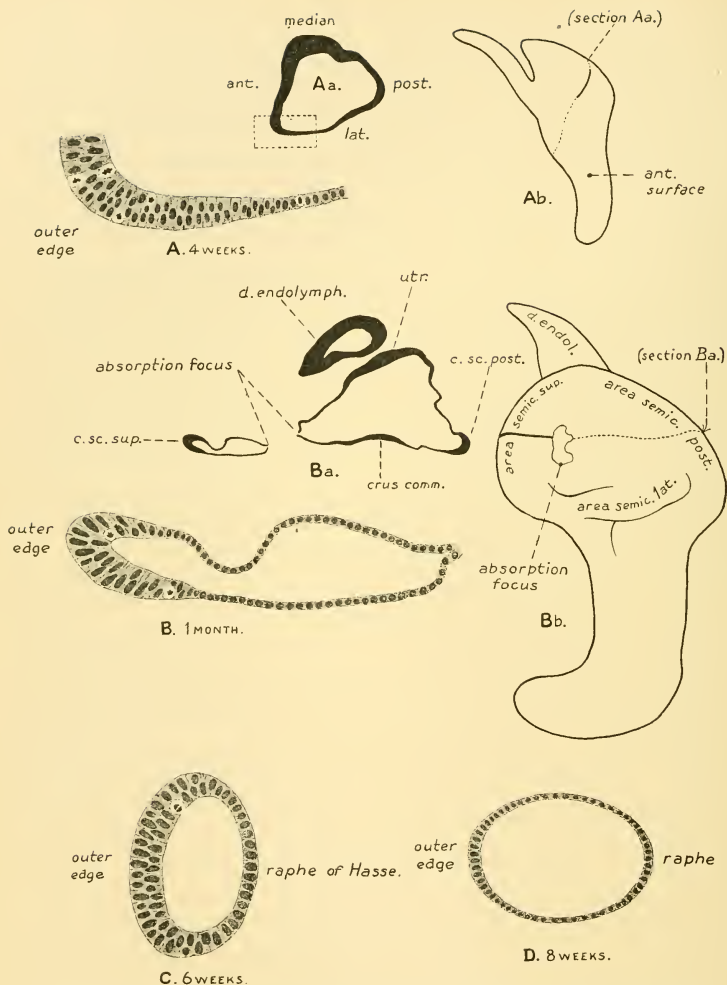 median
(section Aa.)
Aa.
ant.
post.
lat.
outer
edge
A. 4 WEEKS.
Ab.
ant.
surface
utr.
d. endolymph.
absorption focus
c. sc. post.
c. sc. sup.
Ba.
crus comm.
d. endol.
(section Ba.)
area semic. sup.
area semic. post.
area semic. lat.
absorption
focus
Bb.
outer
edge
B. 1 MONTH.
outer
edge
raphe of Hasse.
C. 6 WEEKS.
outer
edge
raphe
D. 8 WEEKS.